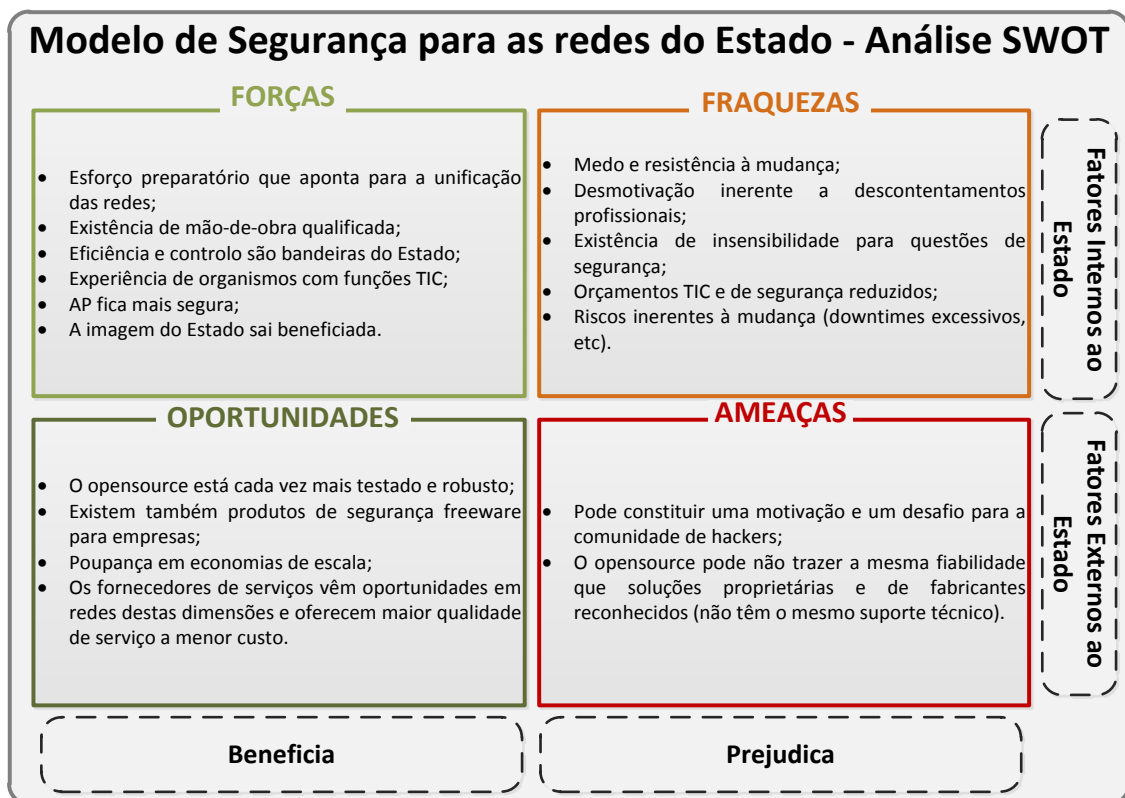 Modelo de Segurança para as redes do Estado - Análise SWOT
FORÇAS
• Esforço preparatório que aponta para a unificação
das redes;
• Existência de mão-de-obra qualificada;
• Eficiência e controlo são bandeiras do Estado;
• Experiência de organismos com funções TIC;
• AP fica mais segura;
• A imagem do Estado sai beneficiada.
FRAQUEZAS
• Medo e resistência à mudança;
• Desmotivação inerente a descontentamentos
profissionais;
• Existência de insensibilidade para questões de
segurança;
• Orçamentos TIC e de segurança reduzidos;
• Riscos inerentes à mudança (downtimes excessivos,
etc).
Fatores Internos ao
Estado
OPORTUNIDADES
• O opensource está cada vez mais testado e robusto;
• Existem também produtos de segurança freeware
para empresas;
• Poupança em economias de escala;
• Os fornecedores de serviços vêm oportunidades em
redes destas dimensões e oferecem maior qualidade
de serviço a menor custo.
AMEAÇAS
• Pode constituir uma motivação e um desafio para a
comunidade de hackers;
• O opensource pode não trazer a mesma fiabilidade
que soluções proprietárias e de fabricantes
reconhecidos (não têm o mesmo suporte técnico).
Fatores Externos ao
Estado
Beneficia
Prejudica